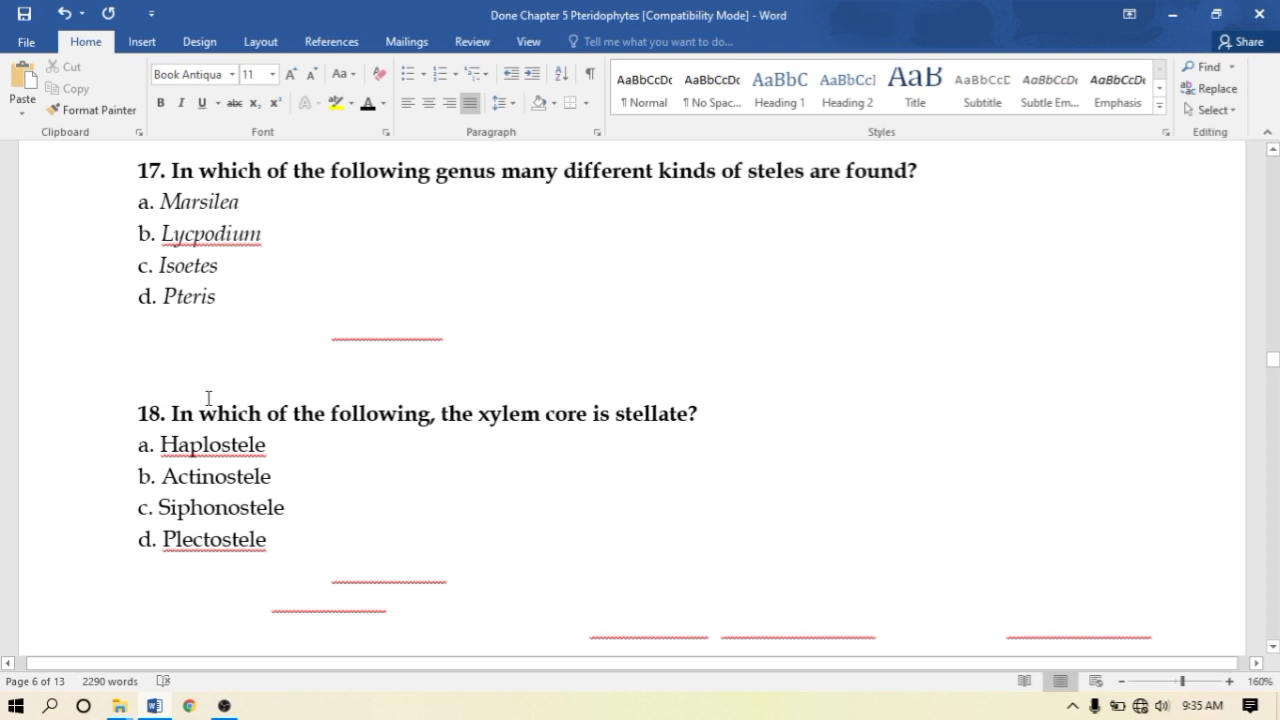 Done Chapter 5 Pteridophytes [Compatibility Mode] - Word
File Home Insert Design Layout References Mailings Review View Tell me what you want to do... Share
Paste
Cut
Copy
Format Painter
Clipboard
Book Antiqua 11
Font
Paragraph
AaBbCcDc AaBbCcDc AaBbC AaBbCcl AaB AaBbCcD AaBbCcDc AaBbCcDc
¶ Normal ¶ No Spac... Heading 1 Heading 2 Title Subtitle Subtle Em... Emphasis
Styles
Find
Replace
Select
Editing
17. In which of the following genus many different kinds of steles are found?
a. Marsilea
b. Lycpodium
c. Isoetes
d. Pteris
18. In which of the following, the xylem core is stellate?
a. Haplostele
b. Actinostele
c. Siphonostele
d. Plectostele
Page 6 of 13 2290 words 160%
9:35 AM